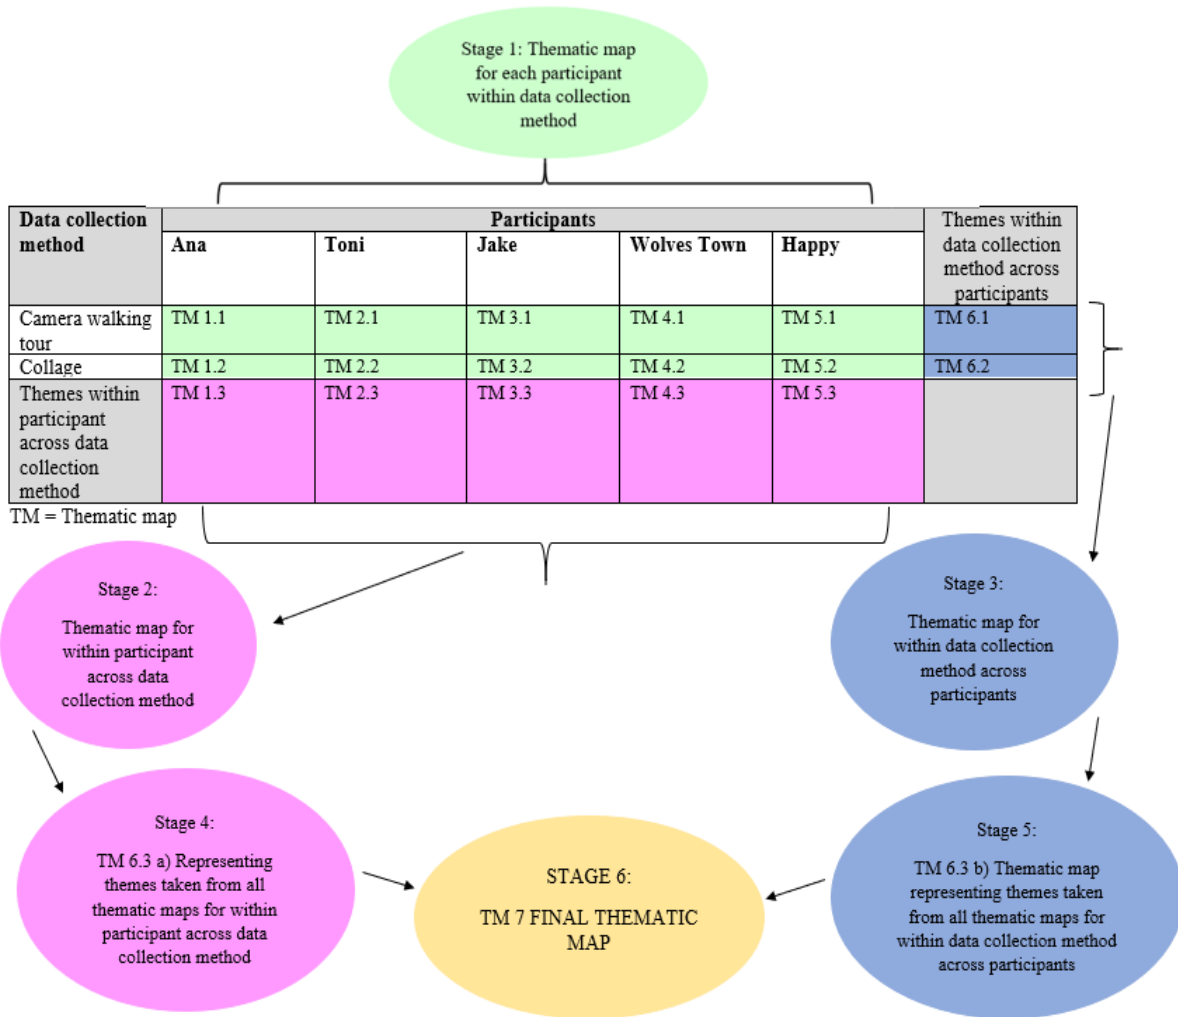 Stage 1: Thematic map
for each participant
within data collection
method
Data collection
method
Participants
Themes within
data collection
method across
participants
Ana
Toni
Jake
Wolves Town
Happy
Camera walking
tour
TM 1.1
TM 2.1
TM 3.1
TM 4.1
TM 5.1
TM 6.1
Collage
TM 1.2
TM 2.2
TM 3.2
TM 4.2
TM 5.2
TM 6.2
Themes within
participant
across data
collection
method
TM 1.3
TM 2.3
TM 3.3
TM 4.3
TM 5.3
TM = Thematic map
Stage 2:
Thematic map for
within participant
across data
collection method
Stage 3:
Thematic map for
within data collection
method across
participants
Stage 4:
TM 6.3 a) Representing
themes taken from all
thematic maps for within
participant across data
collection method
STAGE 6:
TM 7 FINAL THEMATIC
MAP
Stage 5:
TM 6.3 b) Thematic map
representing themes taken
from all thematic maps for
within data collection method
across participants